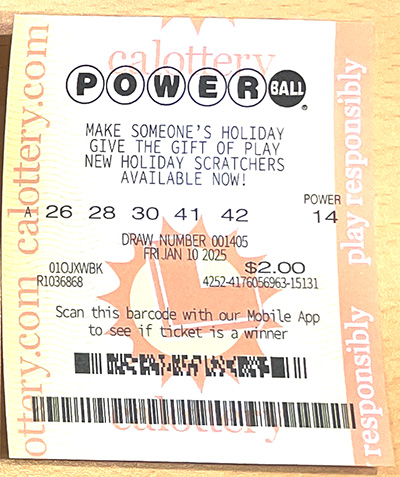 calottery
POWERBALL
MAKE SOMEONE'S HOLIDAY
GIVE THE GIFT OF PLAY
NEW HOLIDAY SCRATCHERS
AVAILABLE NOW!
POWER
A 26 28 30 41 42 14
DRAW NUMBER 001405
FRI JAN 10 2025
01OJXWBK $2.00
R1036868 4252-4176056963-15131
Scan this barcode with our Mobile App
to see if ticket is a winner
calottery
calottery.com
ottery.com
play responsibly
responsibly